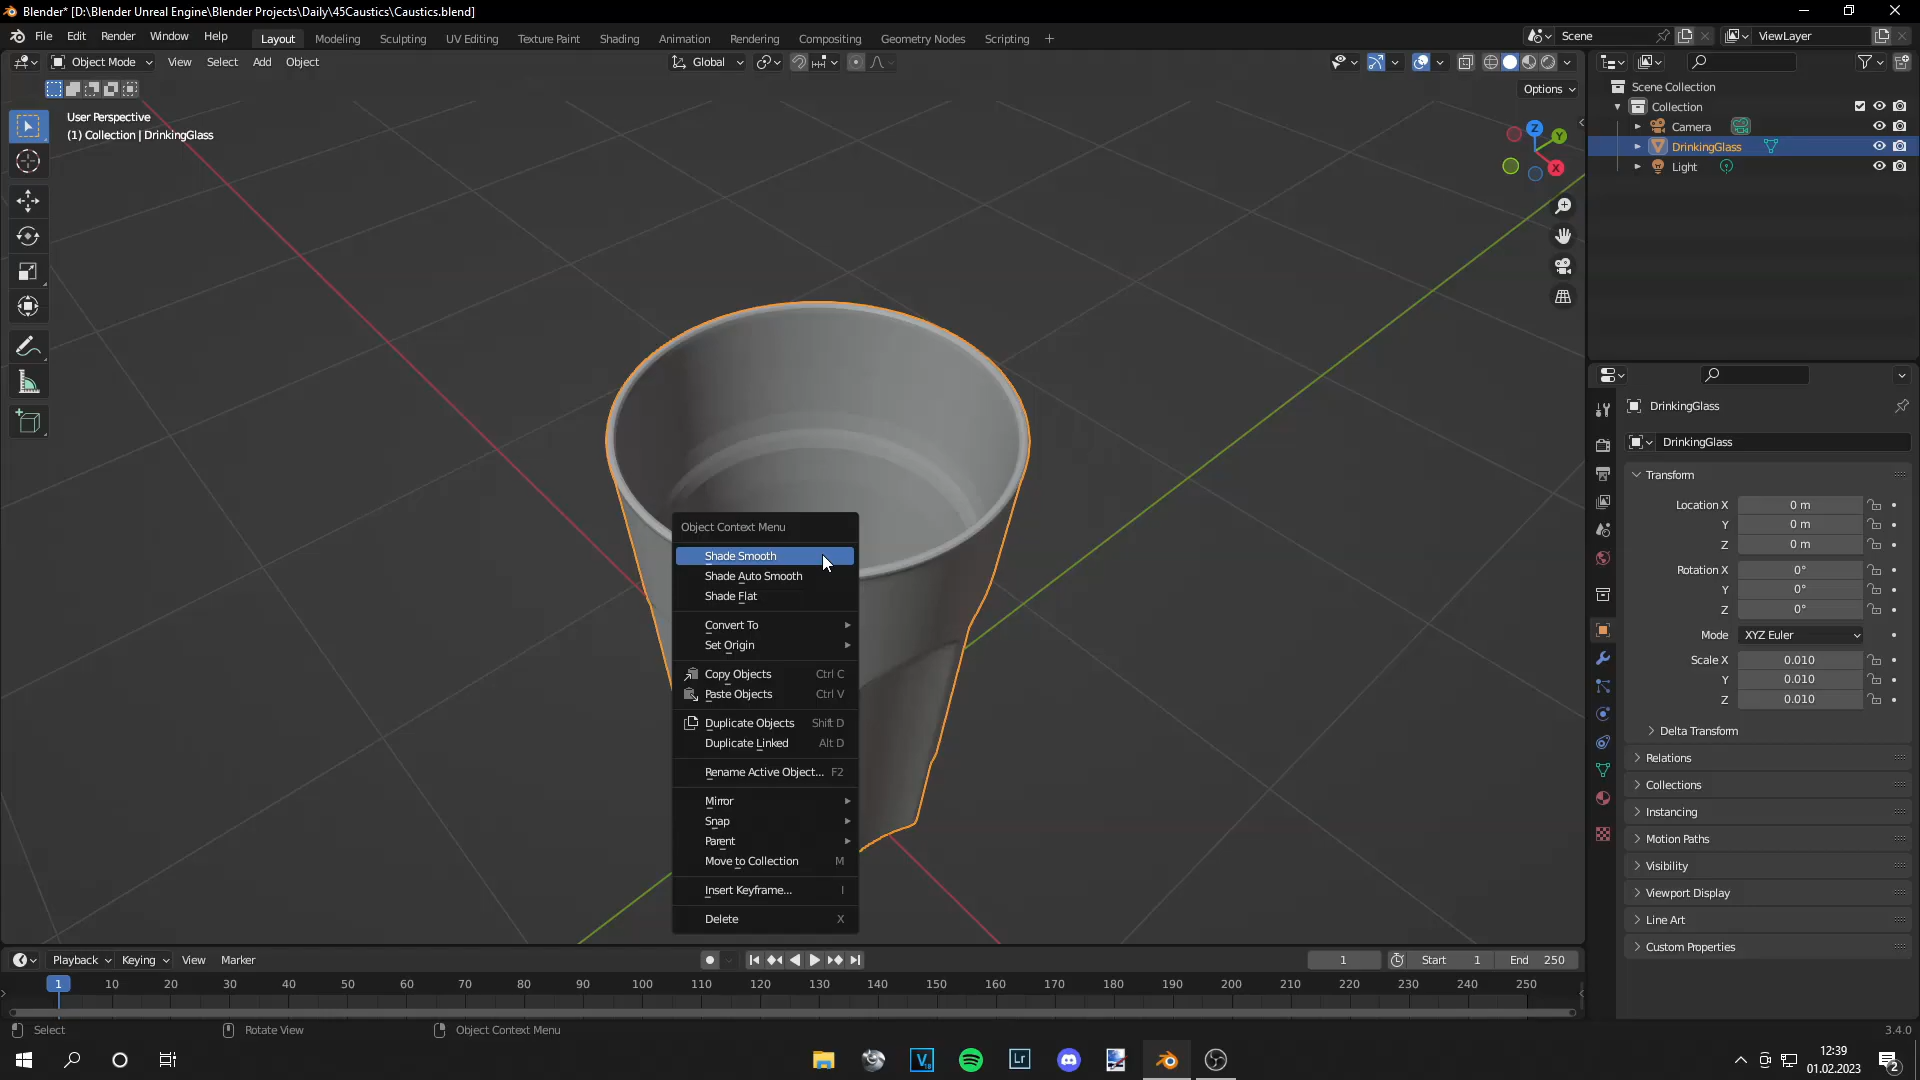 Blender* [D:\Blender Unreal Engine\Blender Projects\Daily\45Caustics\Caustics.blend]
File Edit Render Window Help Layout Modeling Sculpting UV Editing Texture Paint Shading Animation Rendering Compositing Geometry Nodes Scripting + Scene ViewLayer
Object Mode View Select Add Object Global
Options
User Perspective
(1) Collection | DrinkingGlass
Z
Y
X
Scene Collection
Collection
Camera
DrinkingGlass
Light
DrinkingGlass
DrinkingGlass
Transform
Location X 0 m
Y 0 m
Z 0 m
Rotation X 0°
Y 0°
Z 0°
Mode XYZ Euler
Scale X 0.010
Y 0.010
Z 0.010
Delta Transform
Relations
Collections
Instancing
Motion Paths
Visibility
Viewport Display
Line Art
Custom Properties
Object Context Menu
Shade Smooth
Shade Auto Smooth
Shade Flat
Convert To
Set Origin
Copy Objects Ctrl C
Paste Objects Ctrl V
Duplicate Objects Shift D
Duplicate Linked Alt D
Rename Active Object... F2
Mirror
Snap
Parent
Move to Collection M
Insert Keyframe... I
Delete X
Playback Keying View Marker 1 Start 1 End 250
1 10 20 30 40 50 60 70 80 90 100 110 120 130 140 150 160 170 180 190 200 210 220 230 240 250
Select Rotate View Object Context Menu 3.4.0
V
18
Lr
12:39
01.02.2023
2